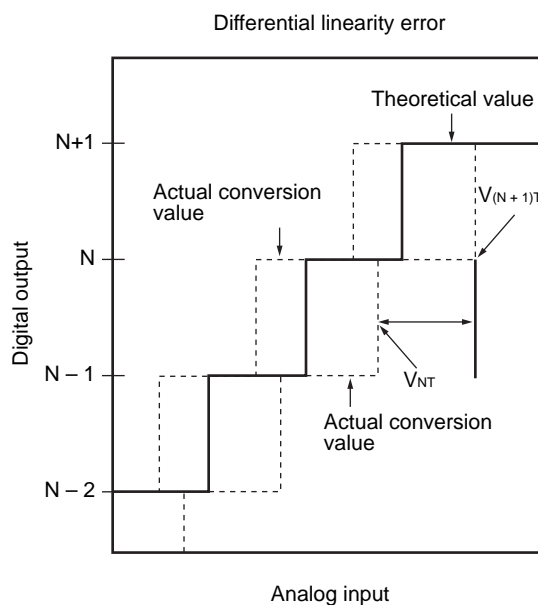 Differential linearity error
Theoretical value
N+1
Actual conversion
value
V(N + 1)T
N
Digital output
N – 1
VNT
Actual conversion
value
N – 2
Analog input